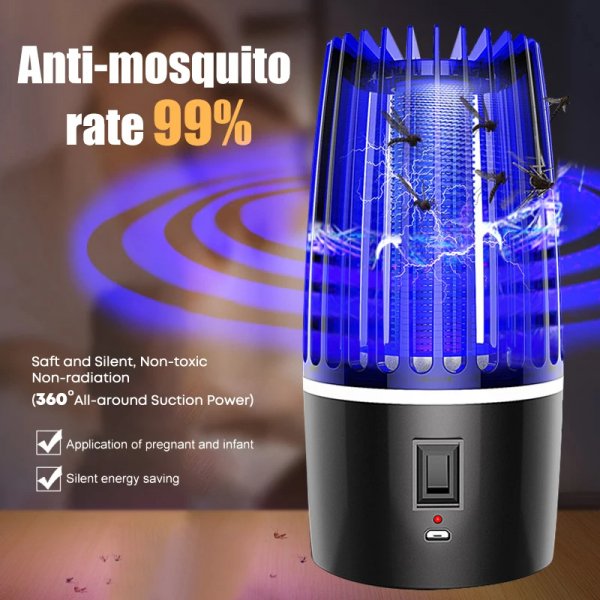 Anti-mosquito
rate 99%
Saft and Silent, Non-toxic
Non-radiation
(360°All-around Suction Power)
Application of pregnant and infant
Silent energy saving